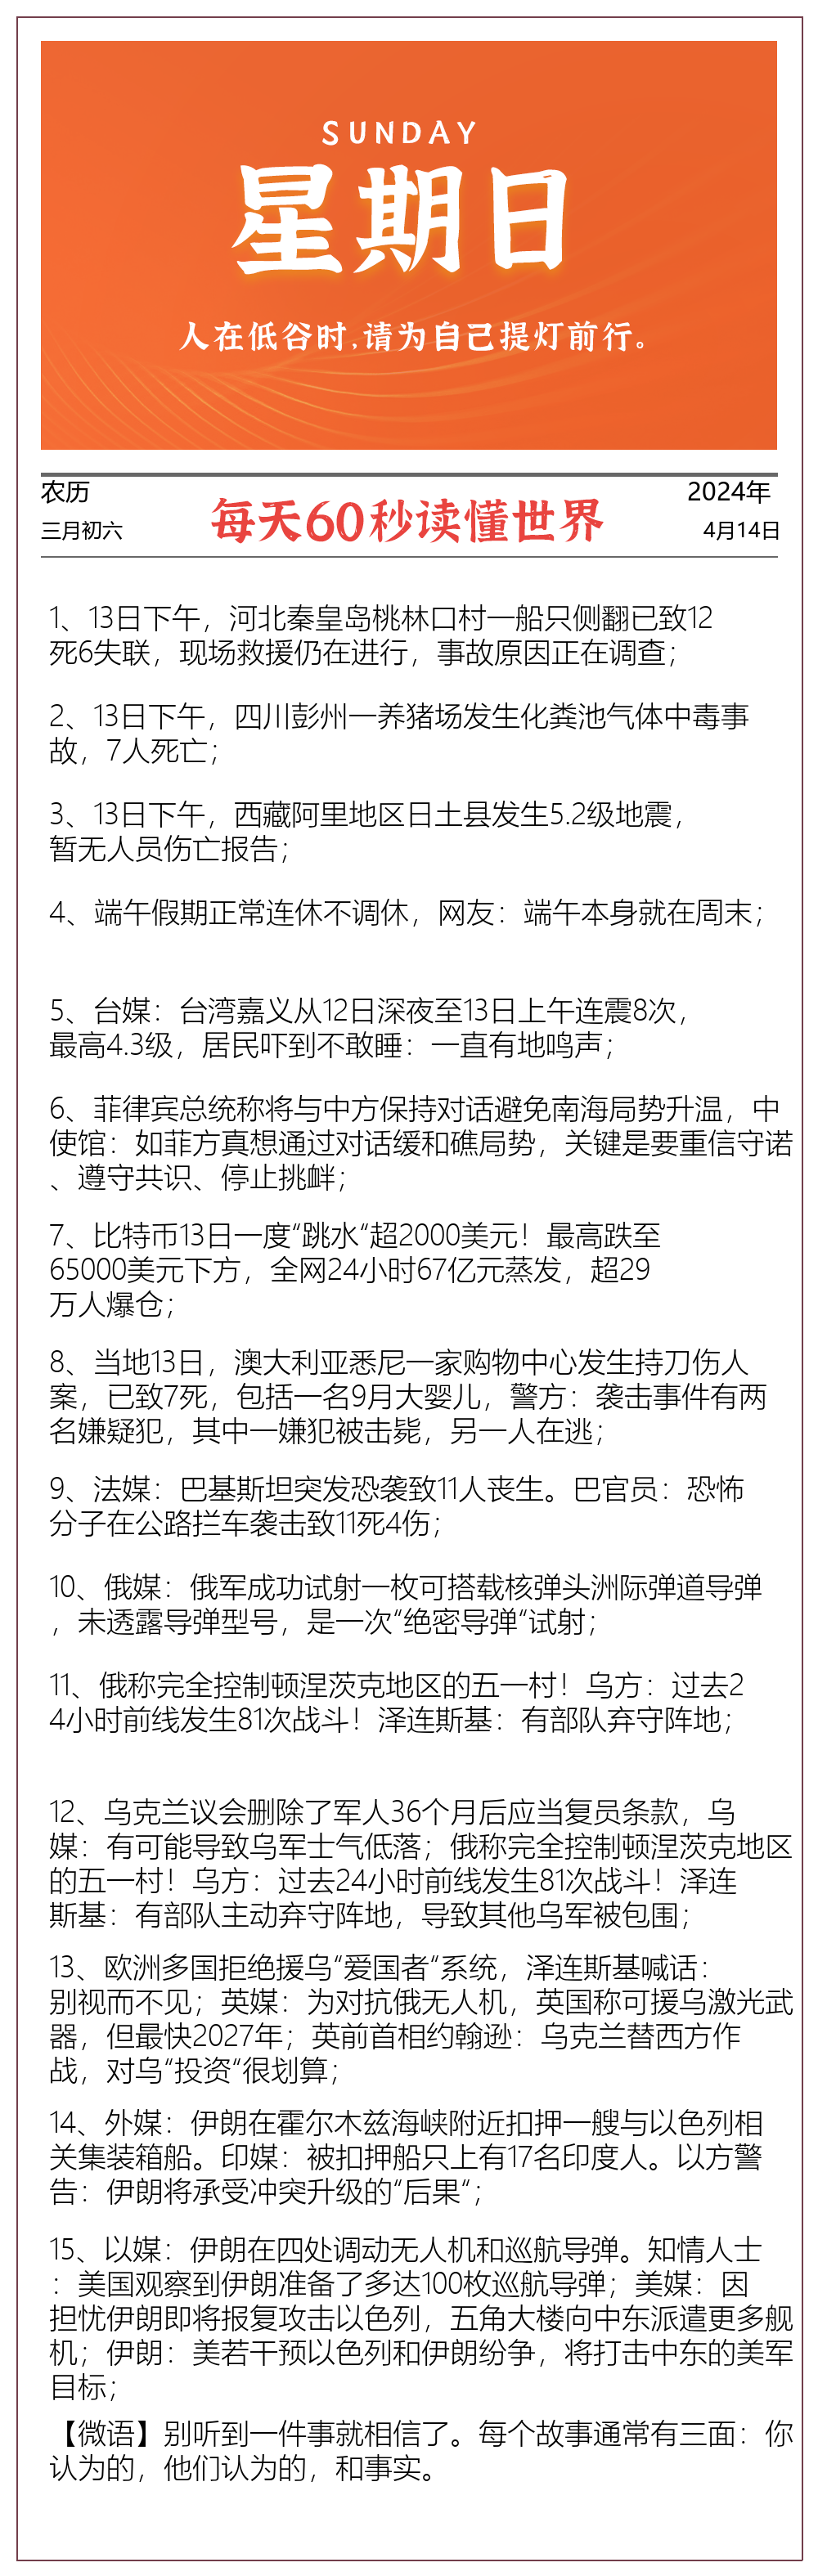 SUNDAY
星期日
人在低谷时,请为自己提灯前行。
农历
2024年
每天60秒读懂世界
三月初六
4月14日
1、13日下午，河北秦皇岛桃林口村一船只侧翻已致12
死6失联，现场救援仍在进行，事故原因正在调查；
2、13日下午，四川彭州一养猪场发生化粪池气体中毒事
故，7人死亡；
3、13日下午，西藏阿里地区日土县发生5.2级地震，
暂无人员伤亡报告；
4、端午假期正常连休不调休，网友：端午本身就在周末；
5、台媒：台湾嘉义从12日深夜至13日上午连震8次，
最高4.3级，居民吓到不敢睡：一直有地鸣声；
6、菲律宾总统称将与中方保持对话避免南海局势升温，中
使馆：如菲方真想通过对话缓和礁局势，关键是要重信守诺
、遵守共识、停止挑衅；
7、比特币13日一度“跳水“超2000美元！最高跌至
65000美元下方，全网24小时67亿元蒸发，超29
万人爆仓；
8、当地13日，澳大利亚悉尼一家购物中心发生持刀伤人
案，已致7死，包括一名9月大婴儿，警方：袭击事件有两
名嫌疑犯，其中一嫌犯被击毙，另一人在逃；
9、法媒：巴基斯坦突发恐袭致11人丧生。巴官员：恐怖
分子在公路拦车袭击致11死4伤；
10、俄媒：俄军成功试射一枚可搭载核弹头洲际弹道导弹
，未透露导弹型号，是一次“绝密导弹“试射；
11、俄称完全控制顿涅茨克地区的五一村！乌方：过去2
4小时前线发生81次战斗！泽连斯基：有部队弃守阵地；
12、乌克兰议会删除了军人36个月后应当复员条款，乌
媒：有可能导致乌军士气低落；俄称完全控制顿涅茨克地区
的五一村！乌方：过去24小时前线发生81次战斗！泽连
斯基：有部队主动弃守阵地，导致其他乌军被包围；
13、欧洲多国拒绝援乌“爱国者“系统，泽连斯基喊话：
别视而不见；英媒：为对抗俄无人机，英国称可援乌激光武
器，但最快2027年；英前首相约翰逊：乌克兰替西方作
战，对乌“投资“很划算；
14、外媒：伊朗在霍尔木兹海峡附近扣押一艘与以色列相
关集装箱船。印媒：被扣押船只上有17名印度人。以方警
告：伊朗将承受冲突升级的“后果“；
15、以媒：伊朗在四处调动无人机和巡航导弹。知情人士
：美国观察到伊朗准备了多达100枚巡航导弹；美媒：因
担忧伊朗即将报复攻击以色列，五角大楼向中东派遣更多舰
机；伊朗：美若干预以色列和伊朗纷争，将打击中东的美军
目标；
【微语】别听到一件事就相信了。每个故事通常有三面：你
认为的，他们认为的，和事实。